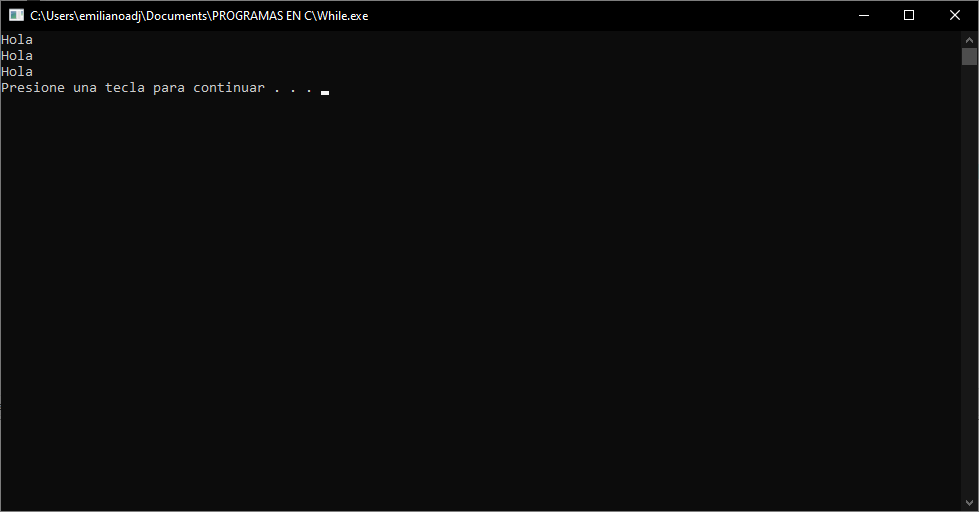 C:\Users\emilianoadj\Documents\PROGRAMAS EN C\While.exe
Hola
Hola
Hola
Presione una tecla para continuar . . .